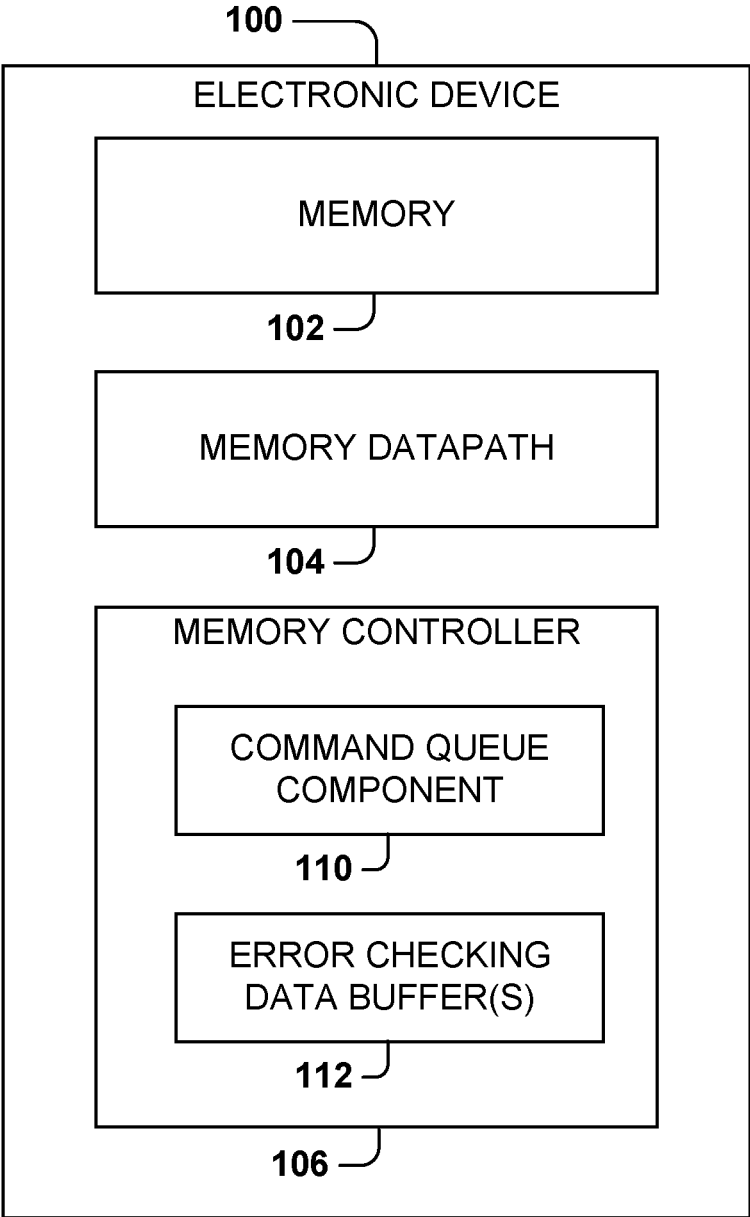 100
ELECTRONIC DEVICE
MEMORY
102
MEMORY DATAPATH
104
MEMORY CONTROLLER
COMMAND QUEUE
COMPONENT
110
ERROR CHECKING
DATA BUFFER(S)
112
106